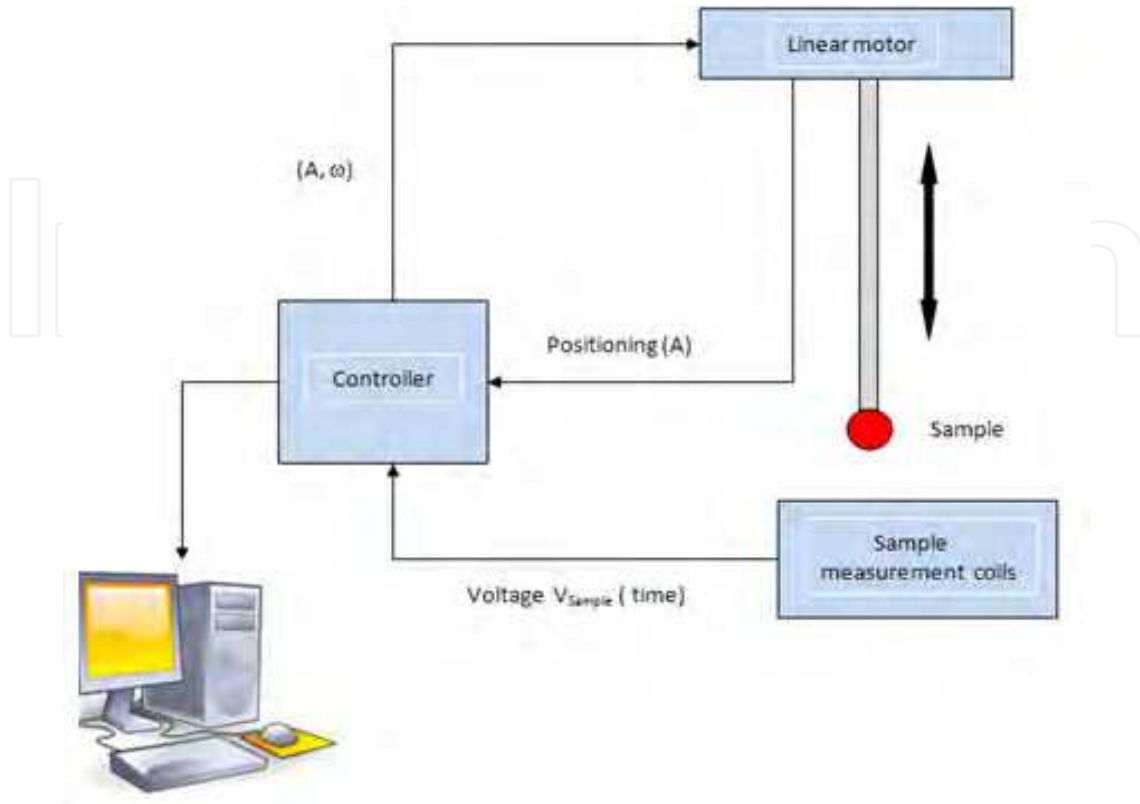 Linear motor
(A, ω)
Positioning (A)
Controller
Sample
Sample
measurement coils
Voltage V_Sample ( time)